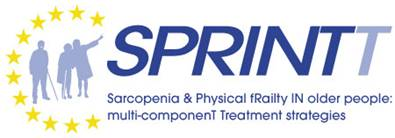 SPRINTT
Sarcopenia & Physical fRailty IN older people:
multi-componenT Treatment strategies